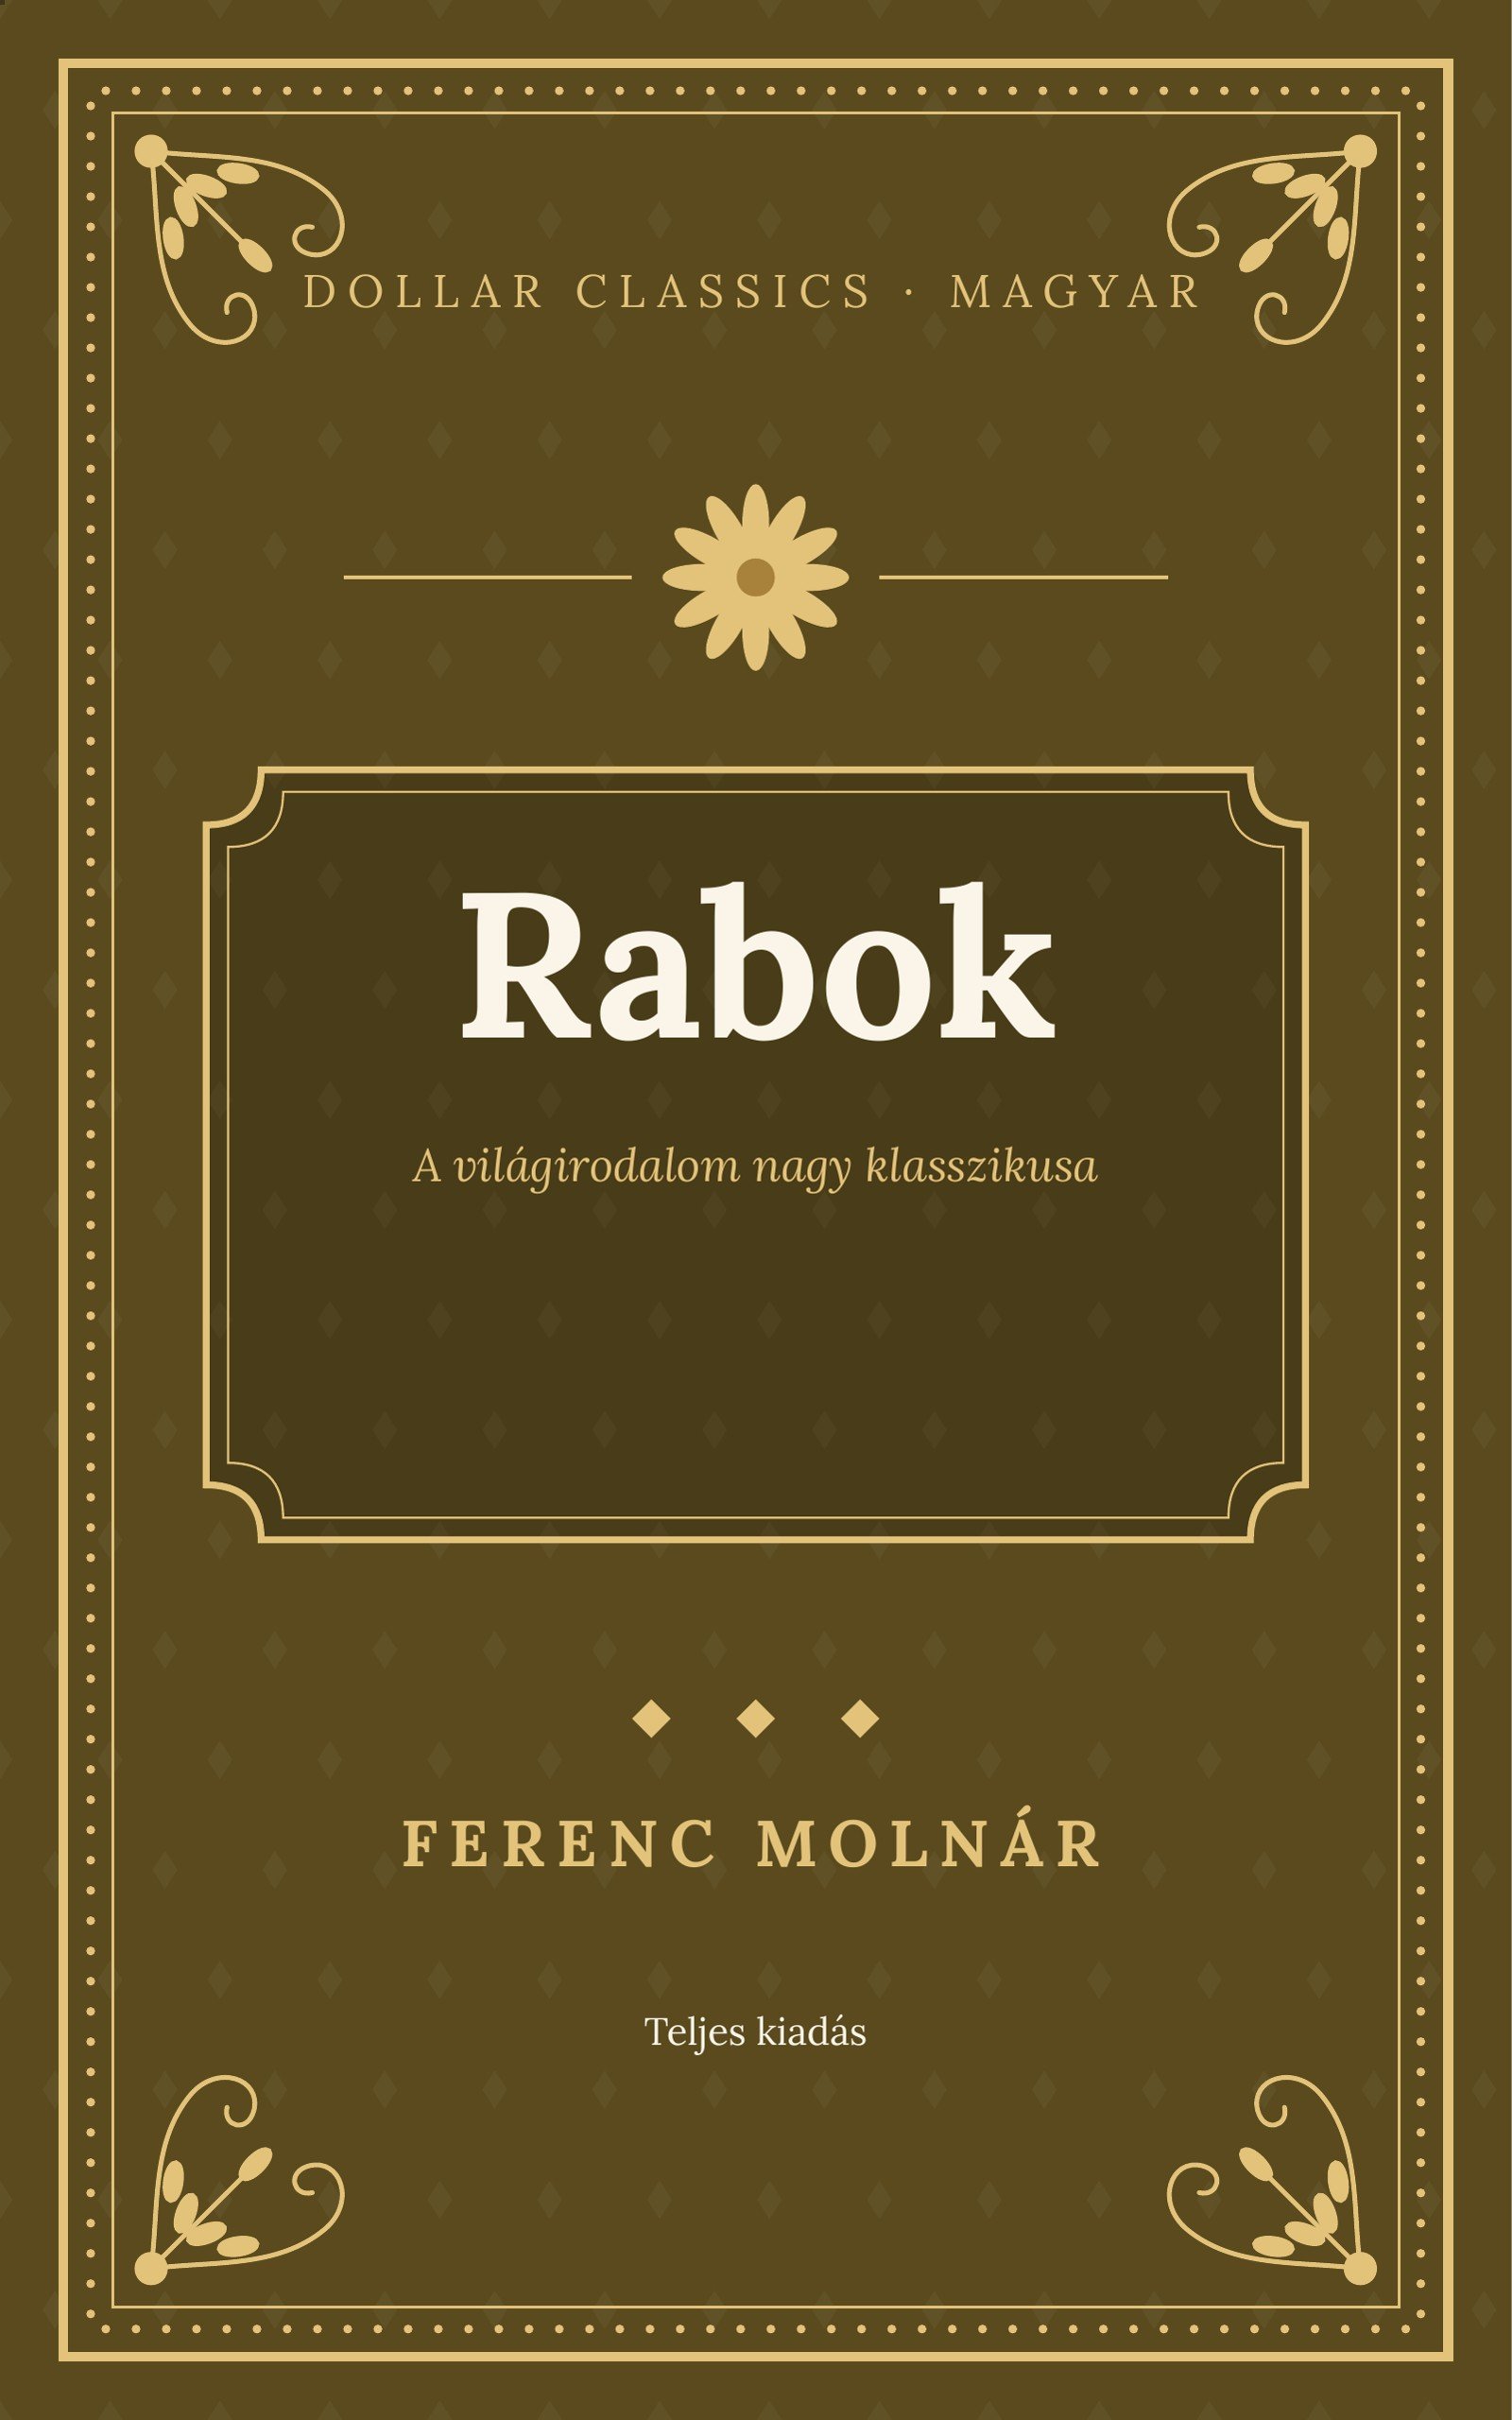 DOLLAR CLASSICS · MAGYAR
Rabok
A világirodalom nagy klasszikusa
FERENC MOLNÁR
Teljes kiadás